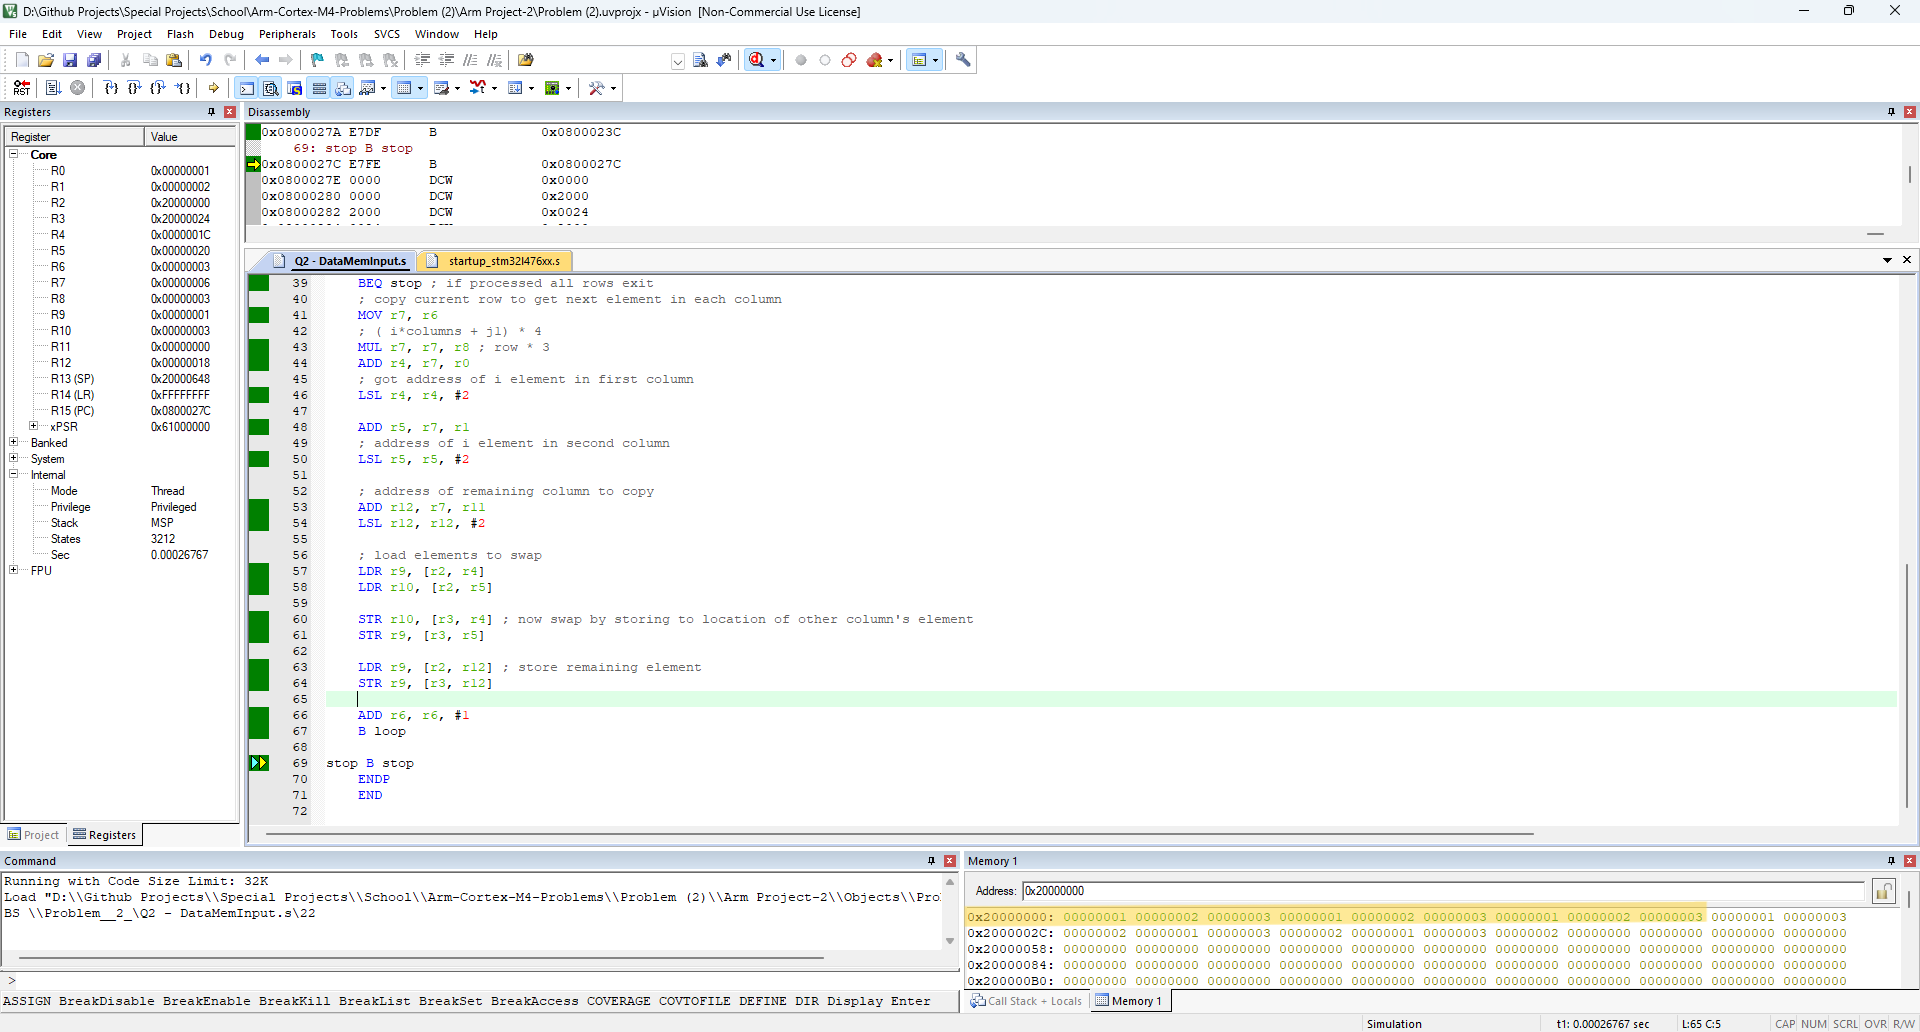 D:\Github Projects\Special Projects\School\Arm-Cortex-M4-Problems\Problem (2)\Arm Project-2\Problem (2).uvprojx - µVision [Non-Commercial Use License]
File Edit View Project Flash Debug Peripherals Tools SVCS Window Help
Registers
Register Value
Core
R0 0x00000001
R1 0x00000002
R2 0x20000000
R3 0x20000024
R4 0x0000001C
R5 0x00000020
R6 0x00000003
R7 0x00000006
R8 0x00000003
R9 0x00000001
R10 0x00000003
R11 0x00000000
R12 0x00000018
R13 (SP) 0x20000648
R14 (LR) 0xFFFFFFFF
R15 (PC) 0x0800027C
xPSR 0x61000000
Banked
System
Internal
Mode Thread
Privilege Privileged
Stack MSP
States 3212
Sec 0.00026767
FPU
Project Registers
Disassembly
0x0800027A E7DF B 0x0800023C
69: stop B stop
0x0800027C E7FE B 0x0800027C
0x0800027E 0000 DCW 0x0000
0x08000280 0000 DCW 0x2000
0x08000282 2000 DCW 0x0024
Q2 - DataMemInput.s startup_stm32l476xx.s
39 BEQ stop ; if processed all rows exit
40 ; copy current row to get next element in each column
41 MOV r7, r6
42 ; ( i*columns + j1) * 4
43 MUL r7, r7, r8 ; row * 3
44 ADD r4, r7, r0
45 ; got address of i element in first column
46 LSL r4, r4, #2
47
48 ADD r5, r7, r1
49 ; address of i element in second column
50 LSL r5, r5, #2
51
52 ; address of remaining column to copy
53 ADD r12, r7, r11
54 LSL r12, r12, #2
55
56 ; load elements to swap
57 LDR r9, [r2, r4]
58 LDR r10, [r2, r5]
59
60 STR r10, [r3, r4] ; now swap by storing to location of other column's element
61 STR r9, [r3, r5]
62
63 LDR r9, [r2, r12] ; store remaining element
64 STR r9, [r3, r12]
65
66 ADD r6, r6, #1
67 B loop
68
69 stop B stop
70 ENDP
71 END
72
Command
Running with Code Size Limit: 32K
Load "D:\\Github Projects\\Special Projects\\School\\Arm-Cortex-M4-Problems\\Problem (2)\\Arm Project-2\\Objects\\Pro
BS \\Problem__2_\Q2 - DataMemInput.s\22
>
ASSIGN BreakDisable BreakEnable BreakKill BreakList BreakSet BreakAccess COVERAGE COVTOFILE DEFINE DIR Display Enter
Memory 1
Address: 0x20000000
0x20000000: 00000001 00000002 00000003 00000001 00000002 00000003 00000001 00000002 00000003 00000001 00000003
0x2000002C: 00000002 00000001 00000003 00000002 00000001 00000003 00000002 00000000 00000000 00000000 00000000
0x20000058: 00000000 00000000 00000000 00000000 00000000 00000000 00000000 00000000 00000000 00000000 00000000
0x20000084: 00000000 00000000 00000000 00000000 00000000 00000000 00000000 00000000 00000000 00000000 00000000
0x200000B0: 00000000 00000000 00000000 00000000 00000000 00000000 00000000 00000000 00000000 00000000 00000000
Call Stack + Locals Memory 1
Simulation t1: 0.00026767 sec L:65 C:5 CAP NUM SCRL OVR R/W